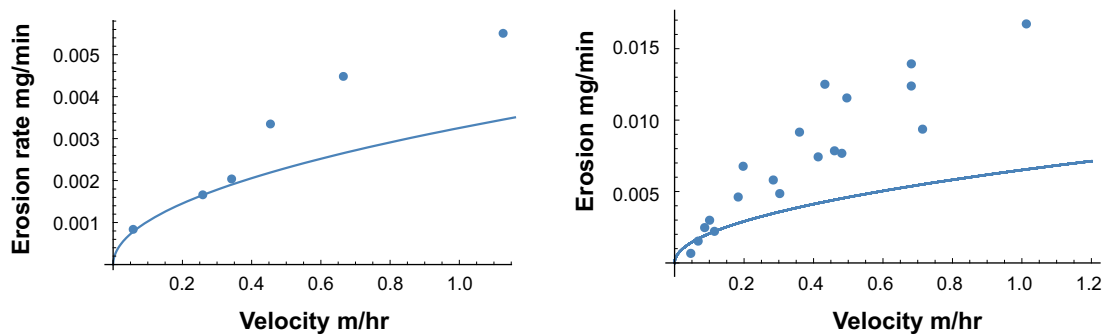 Erosion rate mg/min
0.005
0.004
0.003
0.002
0.001
0.2 0.4 0.6 0.8 1.0
Velocity m/hr
Erosion mg/min
0.015
0.010
0.005
0.2 0.4 0.6 0.8 1.0 1.2
Velocity m/hr